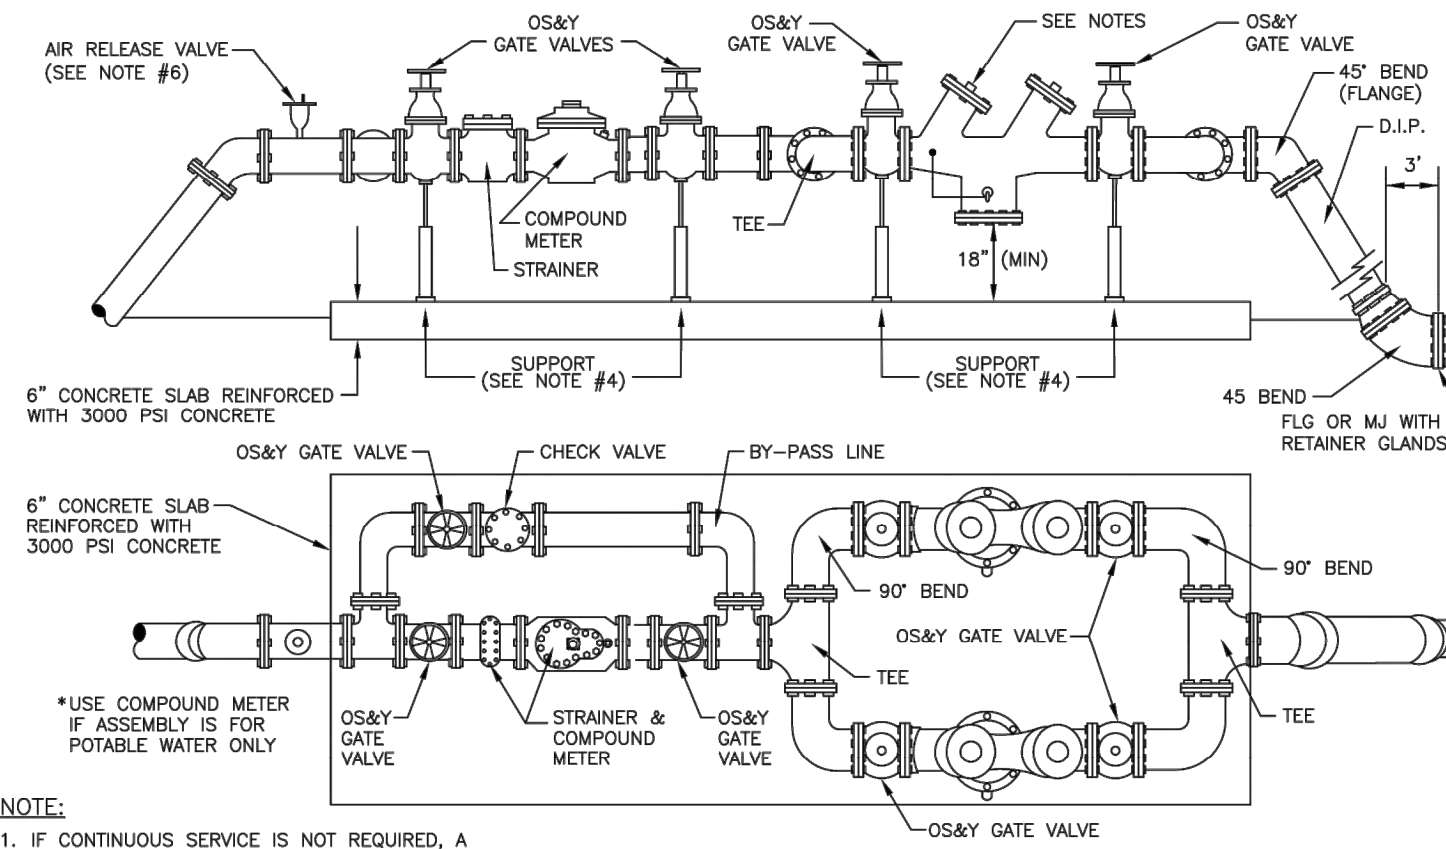 AIR RELEASE VALVE
(SEE NOTE #6)
OS&Y
GATE VALVES
OS&Y
GATE VALVE
SEE NOTES
OS&Y
GATE VALVE
45° BEND
(FLANGE)
D.I.P.
3'
COMPOUND
METER
STRAINER
TEE
18" (MIN)
SUPPORT
(SEE NOTE #4)
SUPPORT
(SEE NOTE #4)
6" CONCRETE SLAB REINFORCED
WITH 3000 PSI CONCRETE
45 BEND
FLG OR MJ WITH
RETAINER GLANDS
OS&Y GATE VALVE
CHECK VALVE
BY-PASS LINE
6" CONCRETE SLAB
REINFORCED WITH
3000 PSI CONCRETE
90° BEND
90° BEND
OS&Y GATE VALVE
TEE
*USE COMPOUND METER
IF ASSEMBLY IS FOR
POTABLE WATER ONLY
OS&Y
GATE
VALVE
STRAINER &
COMPOUND
METER
OS&Y
GATE
VALVE
TEE
OS&Y GATE VALVE
NOTE:
1. IF CONTINUOUS SERVICE IS NOT REQUIRED, A